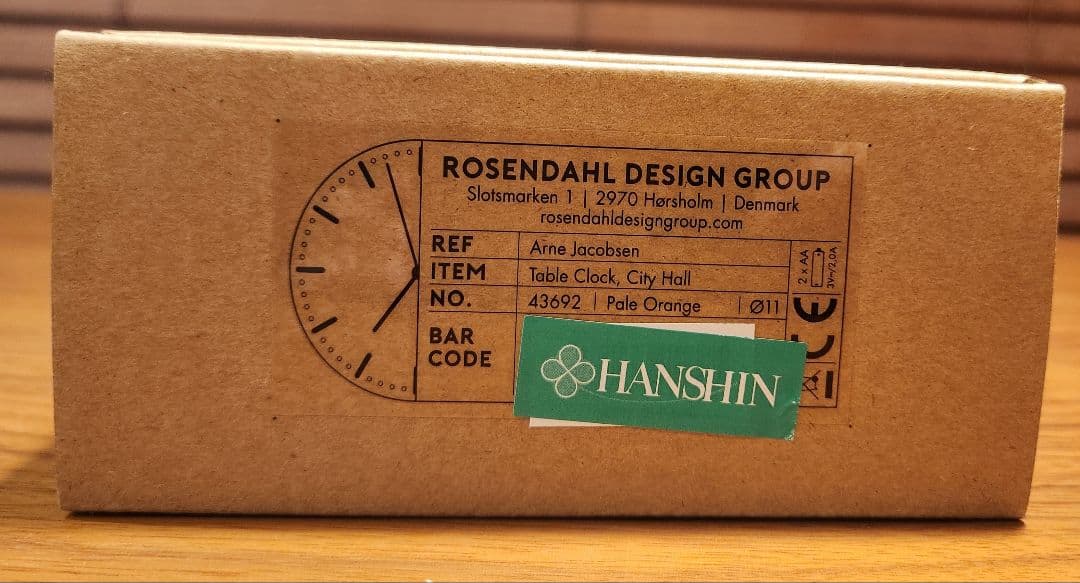 ROSENDAHL DESIGN GROUP
Slotsmarken 1 | 2970 Hørsholm | Denmark
rosendahldesigngroup.com
REF Arne Jacobsen
ITEM Table Clock, City Hall
NO. 43692 | Pale Orange | Ø11
2 x AA
3V⎓/2,0A
BAR
CODE
CE
HANSHIN